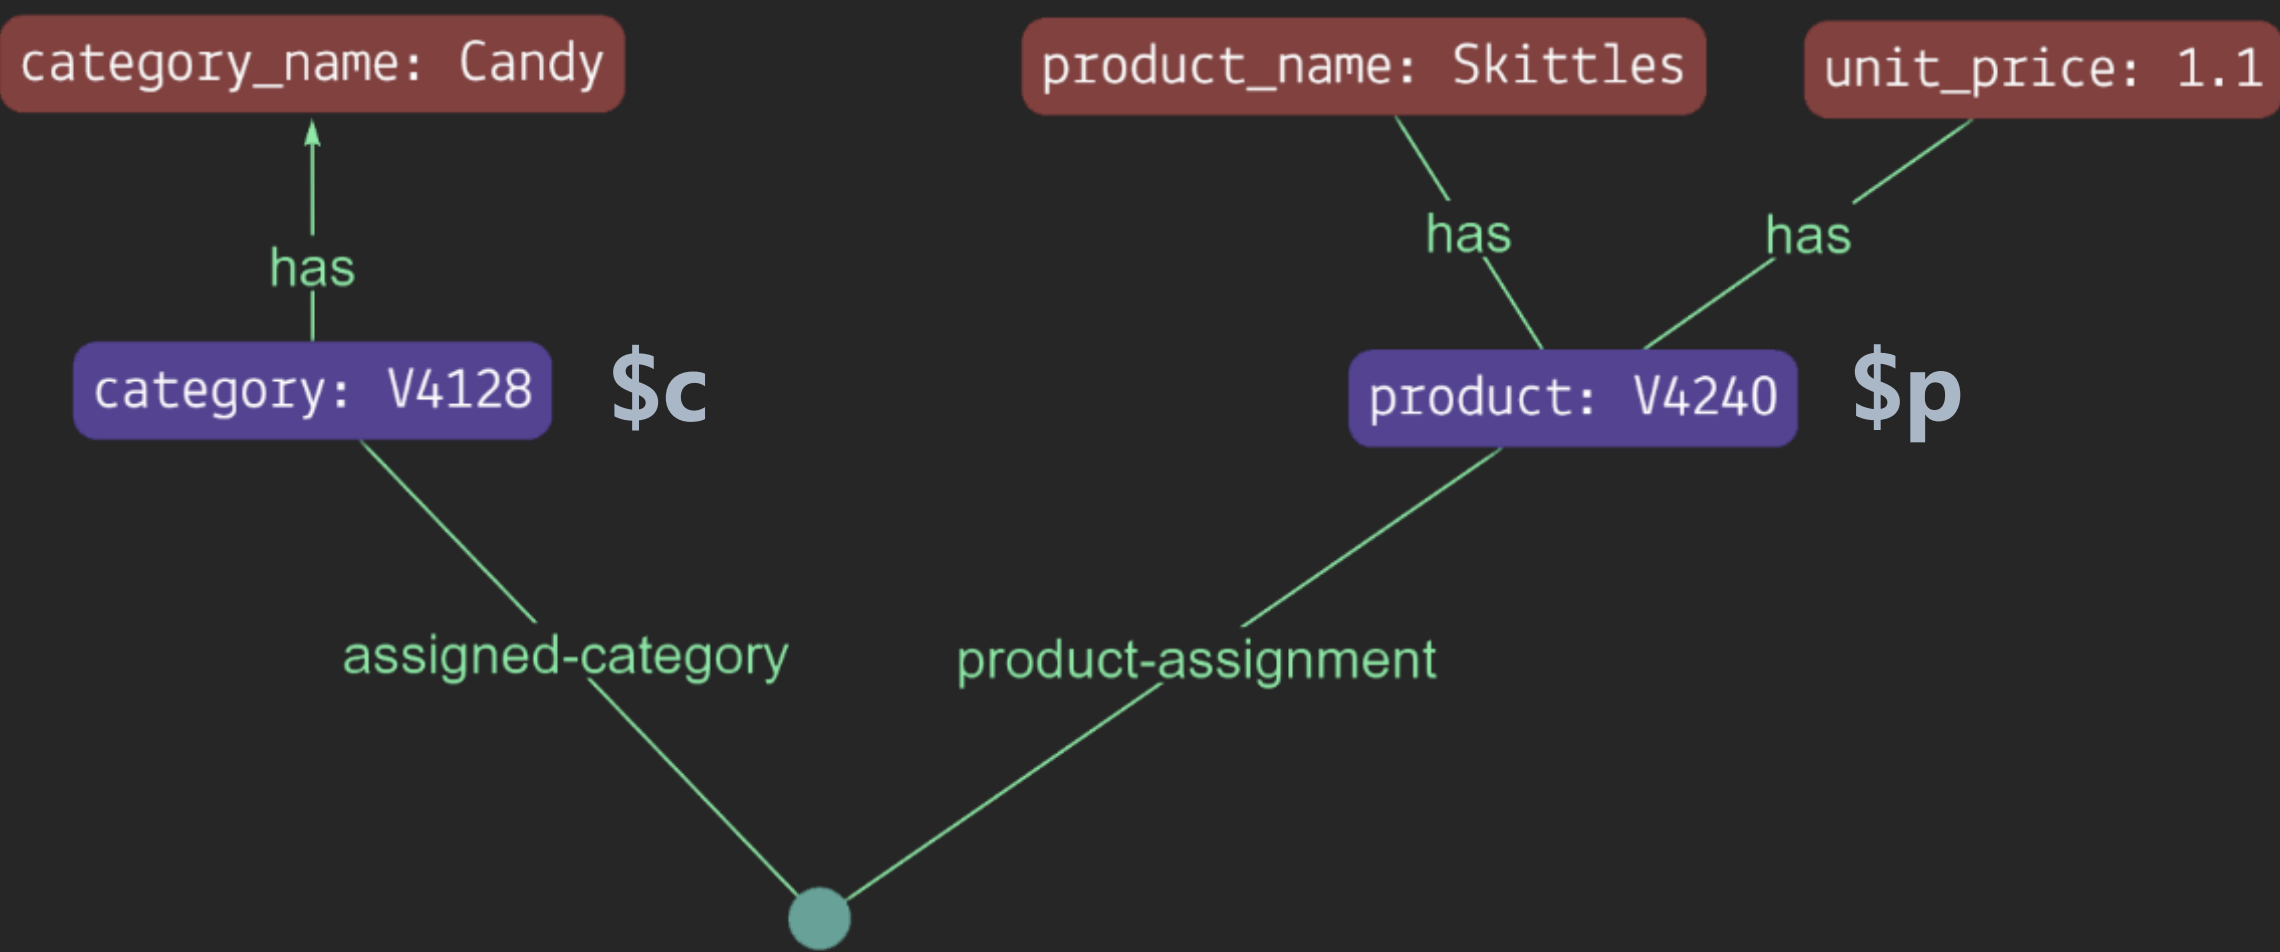 category_name: Candy
product_name: Skittles
unit_price: 1.1
has
has
has
category: V4128
$c
product: V4240
$p
assigned-category
product-assignment